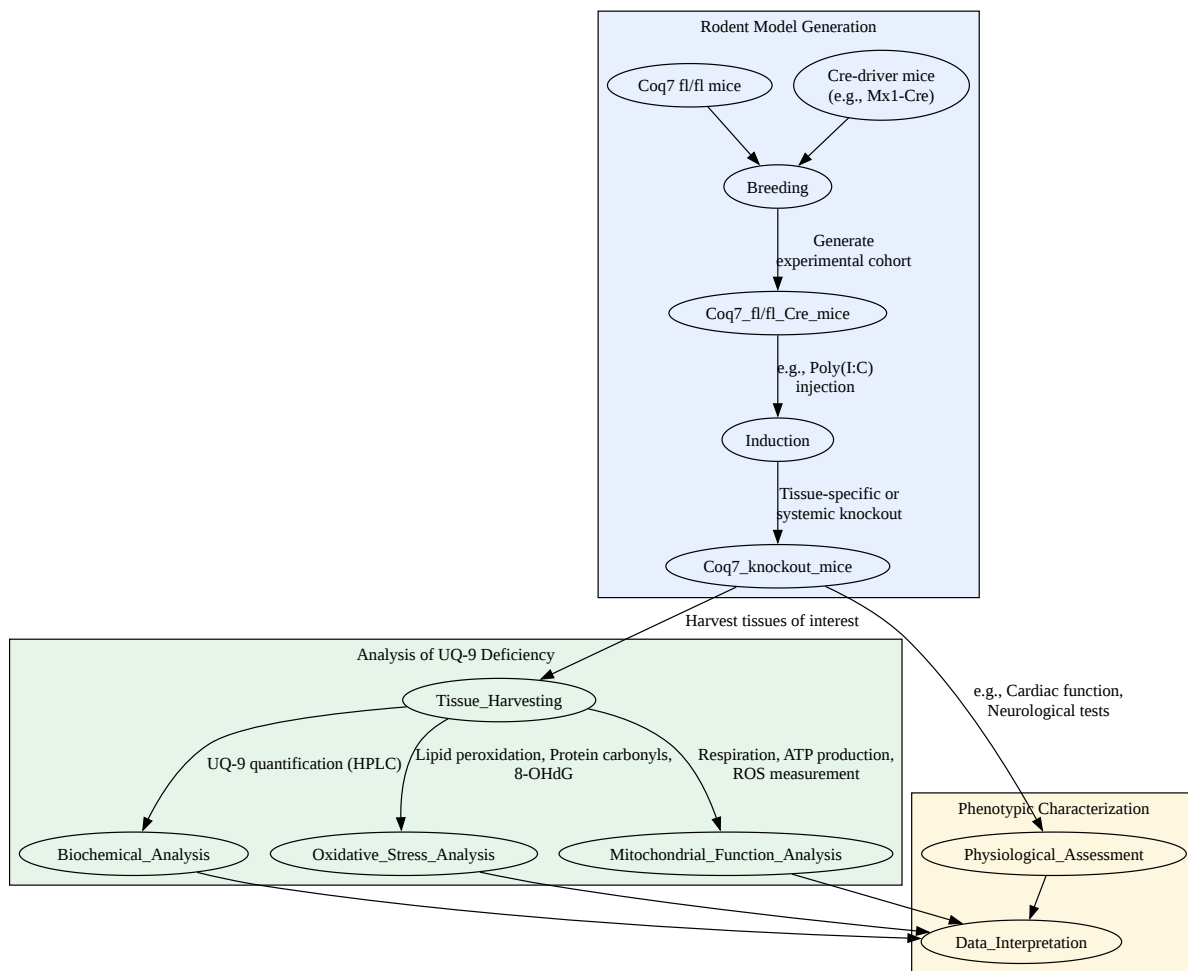 Rodent Model Generation
Coq7 fl/fl mice
Cre-driver mice
(e.g., Mx1-Cre)
Breeding
Generate
experimental cohort
Coq7_fl/fl_Cre_mice
e.g., Poly(I:C)
injection
Induction
Tissue-specific or
systemic knockout
Coq7_knockout_mice
Harvest tissues of interest
Analysis of UQ-9 Deficiency
Tissue_Harvesting
e.g., Cardiac function,
Neurological tests
UQ-9 quantification (HPLC)
Lipid peroxidation, Protein carbonyls,
8-OHdG
Respiration, ATP production,
ROS measurement
Phenotypic Characterization
Biochemical_Analysis
Oxidative_Stress_Analysis
Mitochondrial_Function_Analysis
Physiological_Assessment
Data_Interpretation